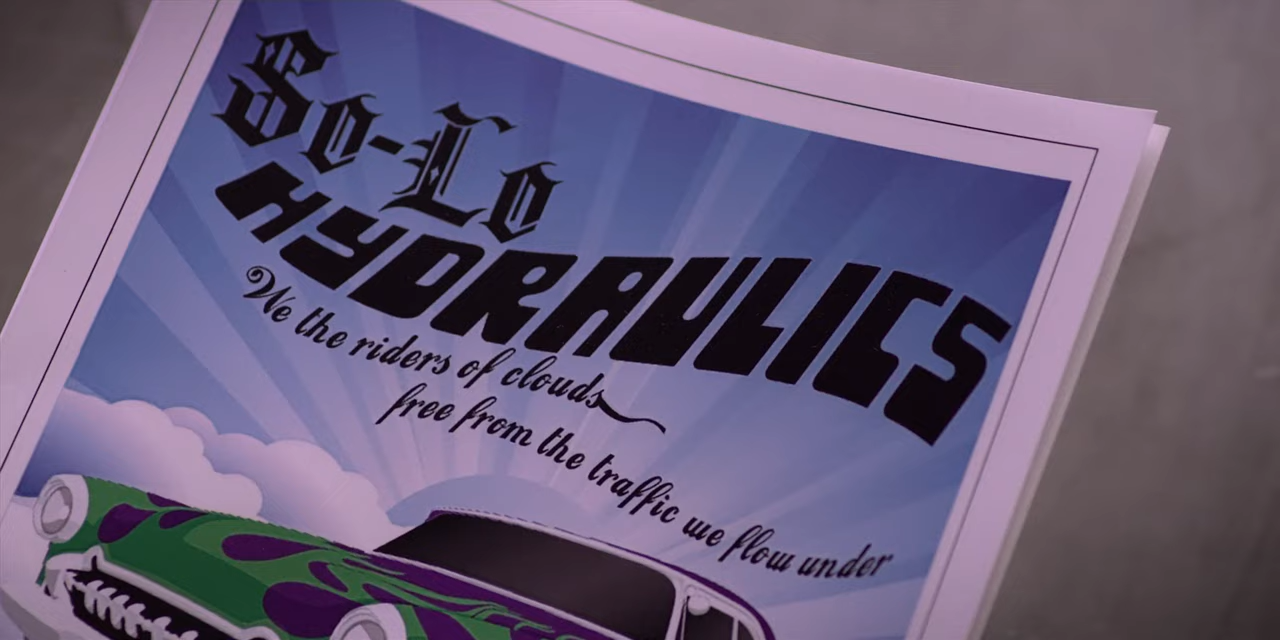 So-Lo
HYDRAULICS
We the riders of clouds
free from the traffic we flow under